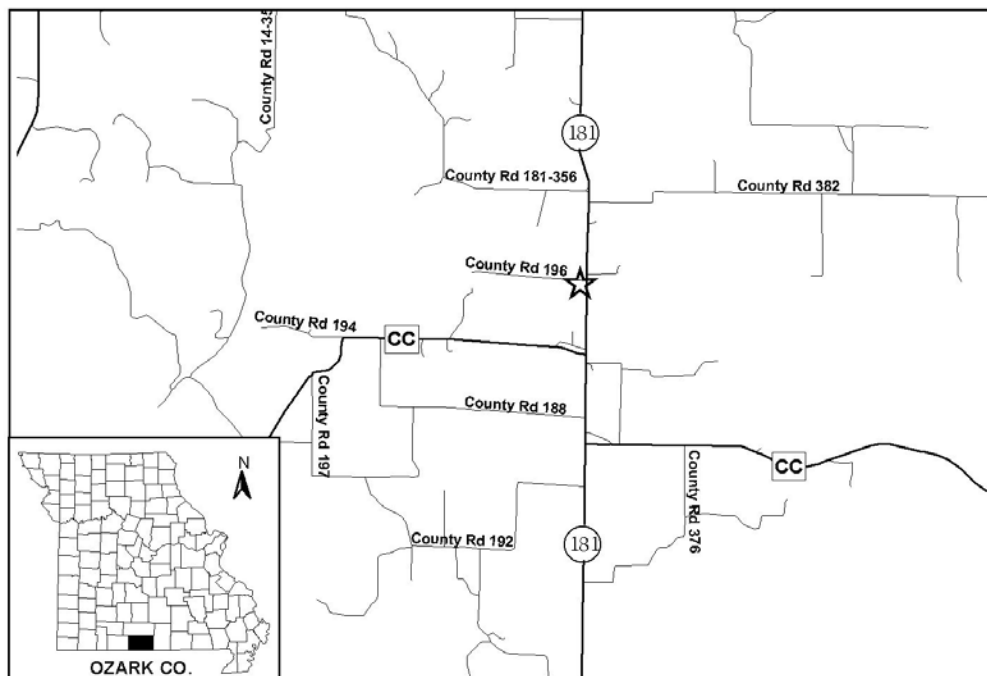 County Rd 14-35
181
County Rd 181-356
County Rd 382
County Rd 196
County Rd 194
CC
County Rd 188
County Rd 197
CC
County Rd 376
County Rd 192
181
N
OZARK CO.